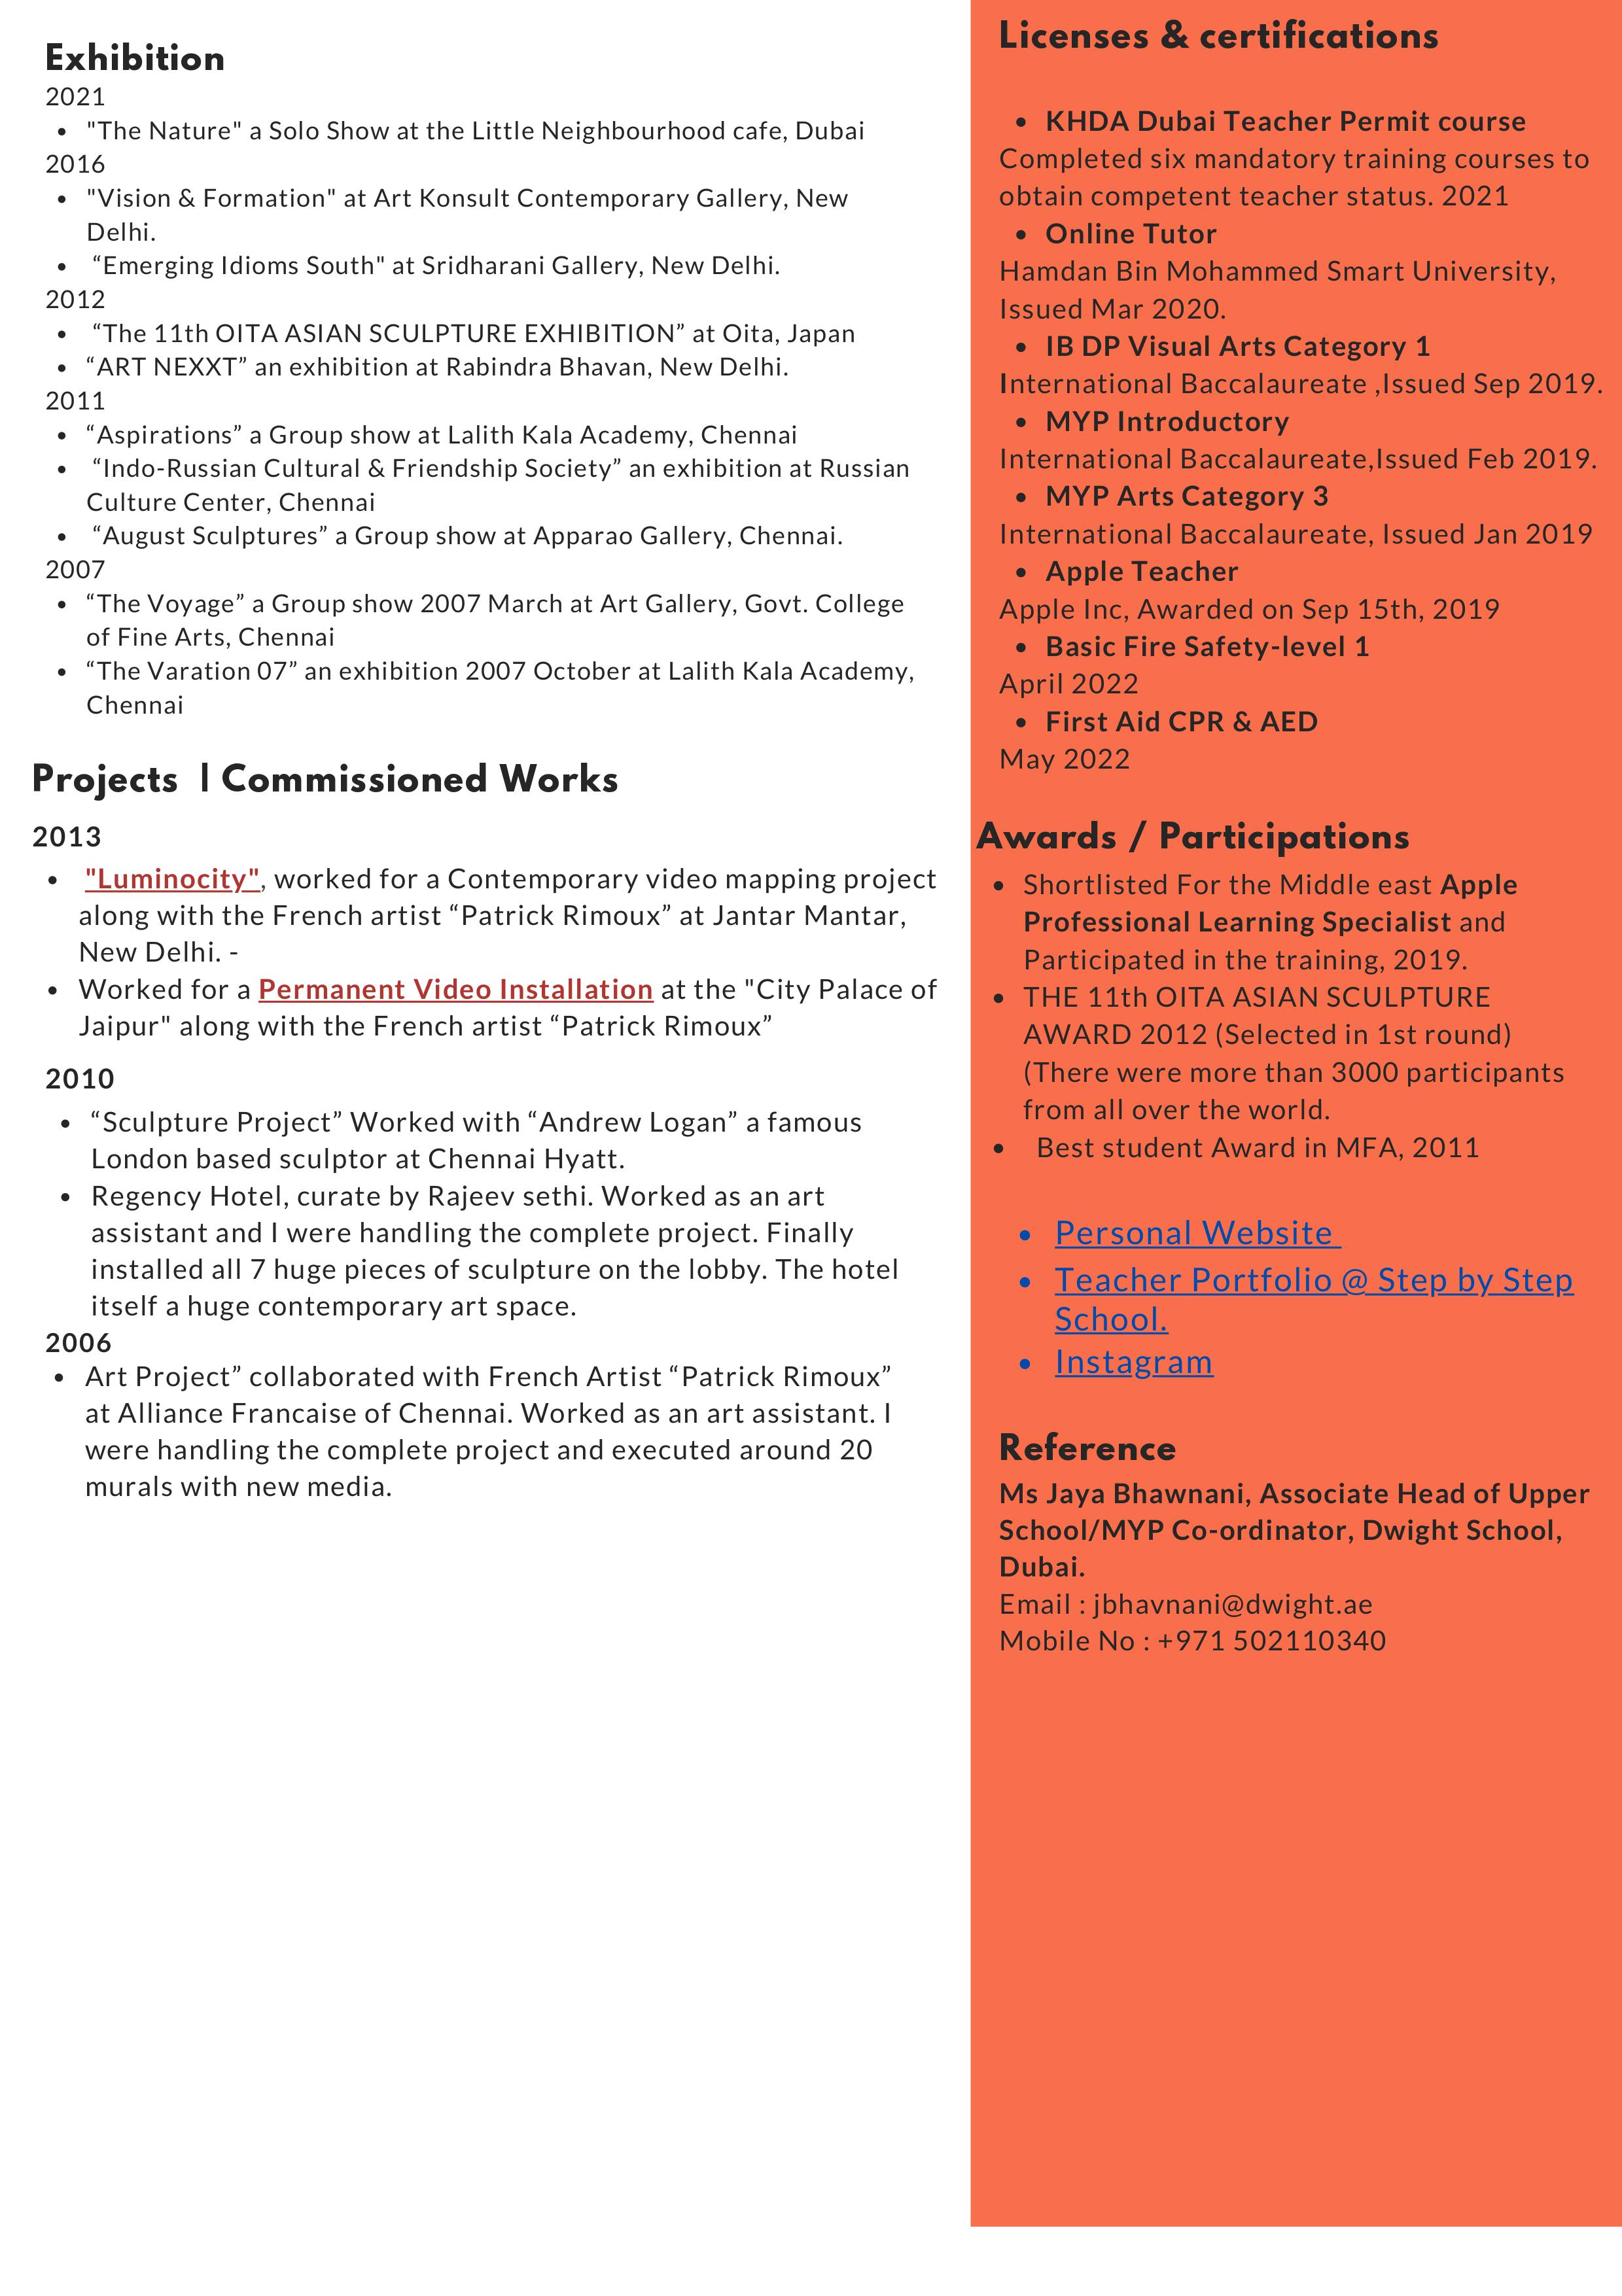 Exhibition
2021
• "The Nature" a Solo Show at the Little Neighbourhood cafe, Dubai
2016
• "Vision & Formation" at Art Konsult Contemporary Gallery, New
Delhi.
• “Emerging Idioms South" at Sridharani Gallery, New Delhi.
2012
• “The 11th OITA ASIAN SCULPTURE EXHIBITION” at Oita, Japan
• “ART NEXXT” an exhibition at Rabindra Bhavan, New Delhi.
2011
• “Aspirations” a Group show at Lalith Kala Academy, Chennai
• “Indo-Russian Cultural & Friendship Society” an exhibition at Russian
Culture Center, Chennai
• “August Sculptures” a Group show at Apparao Gallery, Chennai.
2007
• “The Voyage” a Group show 2007 March at Art Gallery, Govt. College
of Fine Arts, Chennai
• “The Varation 07” an exhibition 2007 October at Lalith Kala Academy,
Chennai
Projects | Commissioned Works
2013
• "Luminocity", worked for a Contemporary video mapping project
along with the French artist “Patrick Rimoux” at Jantar Mantar,
New Delhi. -
• Worked for a Permanent Video Installation at the "City Palace of
Jaipur" along with the French artist “Patrick Rimoux”
2010
• “Sculpture Project” Worked with “Andrew Logan” a famous
London based sculptor at Chennai Hyatt.
• Regency Hotel, curate by Rajeev sethi. Worked as an art
assistant and I were handling the complete project. Finally
installed all 7 huge pieces of sculpture on the lobby. The hotel
itself a huge contemporary art space.
2006
• Art Project” collaborated with French Artist “Patrick Rimoux”
at Alliance Francaise of Chennai. Worked as an art assistant. I
were handling the complete project and executed around 20
murals with new media.
Licenses & certifications
• KHDA Dubai Teacher Permit course
Completed six mandatory training courses to
obtain competent teacher status. 2021
• Online Tutor
Hamdan Bin Mohammed Smart University,
Issued Mar 2020.
• IB DP Visual Arts Category 1
International Baccalaureate ,Issued Sep 2019.
• MYP Introductory
International Baccalaureate,Issued Feb 2019.
• MYP Arts Category 3
International Baccalaureate, Issued Jan 2019
• Apple Teacher
Apple Inc, Awarded on Sep 15th, 2019
• Basic Fire Safety-level 1
April 2022
• First Aid CPR & AED
May 2022
Awards / Participations
• Shortlisted For the Middle east Apple
Professional Learning Specialist and
Participated in the training, 2019.
• THE 11th OITA ASIAN SCULPTURE
AWARD 2012 (Selected in 1st round)
(There were more than 3000 participants
from all over the world.
• Best student Award in MFA, 2011
• Personal Website
• Teacher Portfolio @ Step by Step
School.
• Instagram
Reference
Ms Jaya Bhawnani, Associate Head of Upper
School/MYP Co-ordinator, Dwight School,
Dubai.
Email : jbhavnani@dwight.ae
Mobile No : +971 502110340